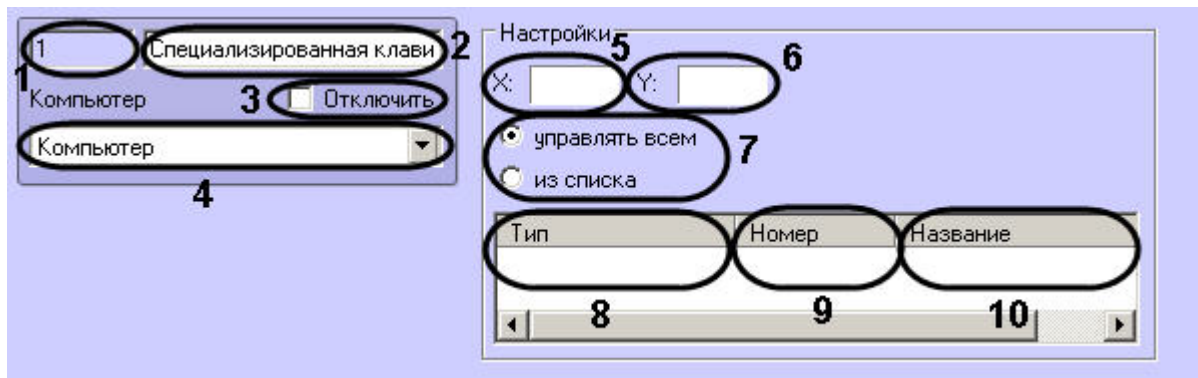 1 Специализированная клави 2
1
Компьютер 3 Отключить
Компьютер
4
Настройки
5 6
X: Y:
управлять всем
7
из списка
Тип Номер Название
8 9 10